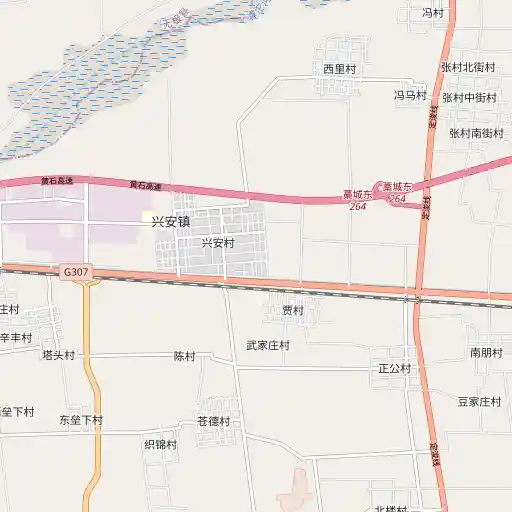 冯村
西里村
张村北街村
冯马村
张村中街村
张村南街村
黄石高速
黄石高速
藁城东
264
藁城东
264
兴安镇
兴安村
G307
贾村
辛丰村
武家庄村
塔头村
陈村
南朋村
正公村
豆家庄村
东垒下村
苍德村
织锦村
北楼村